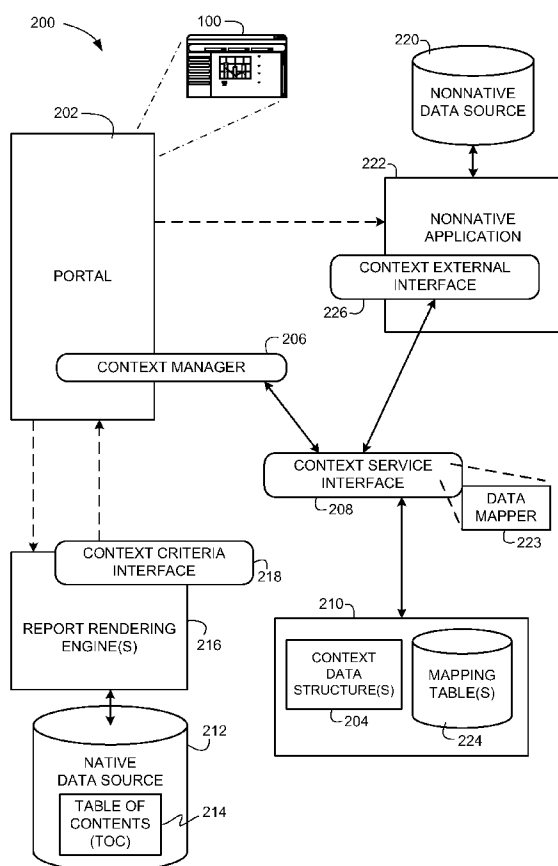 200
100
220
NONNATIVE
DATA SOURCE
202
222
NONNATIVE
APPLICATION
PORTAL
CONTEXT EXTERNAL
INTERFACE
226
206
CONTEXT MANAGER
CONTEXT SERVICE
INTERFACE
208
DATA
MAPPER
223
CONTEXT CRITERIA
INTERFACE
218
REPORT RENDERING
ENGINE(S)
216
210
CONTEXT
DATA
STRUCTURE(S)
204
MAPPING
TABLE(S)
224
212
NATIVE
DATA SOURCE
TABLE OF
CONTENTS
(TOC)
214